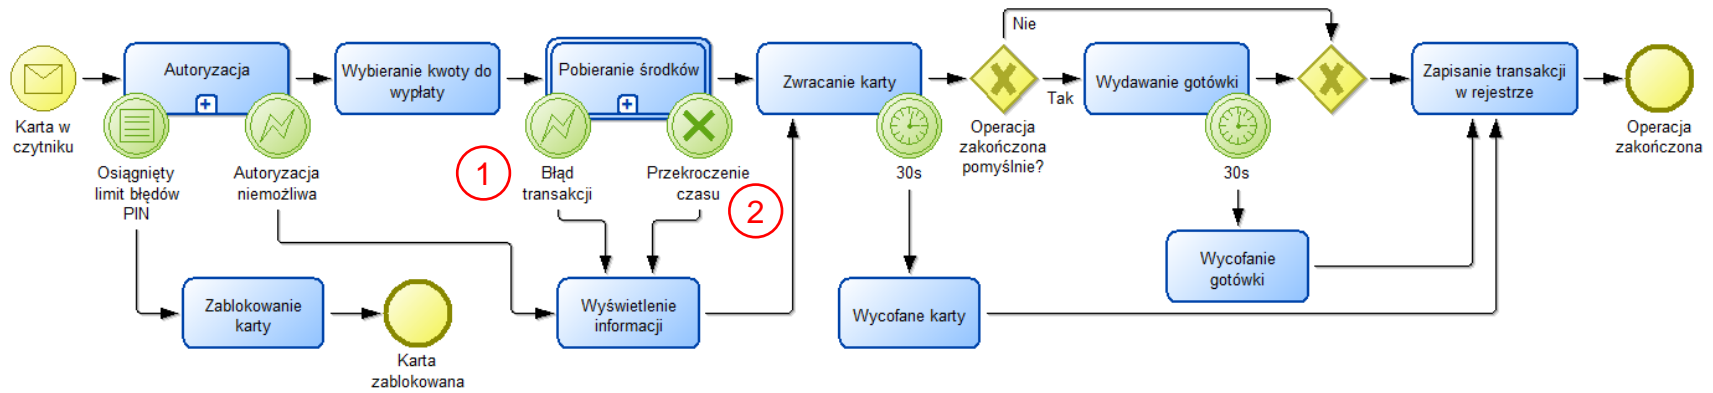 Nie
Autoryzacja
Wybieranie kwoty do
wypłaty
Pobieranie środków
Zwracanie karty
Wydawanie gotówki
Zapisanie transakcji
w rejestrze
Tak
Karta w
czytniku
Operacja
zakończona
pomyślnie?
Operacja
zakończona
Osiągnięty
limit błędów
PIN
Autoryzacja
niemożliwa
1
Błąd
transakcji
Przekroczenie
czasu
2
30s
30s
Wycofanie
gotówki
Zablokowanie
karty
Wyświetlenie
informacji
Wycofane karty
Karta
zablokowana